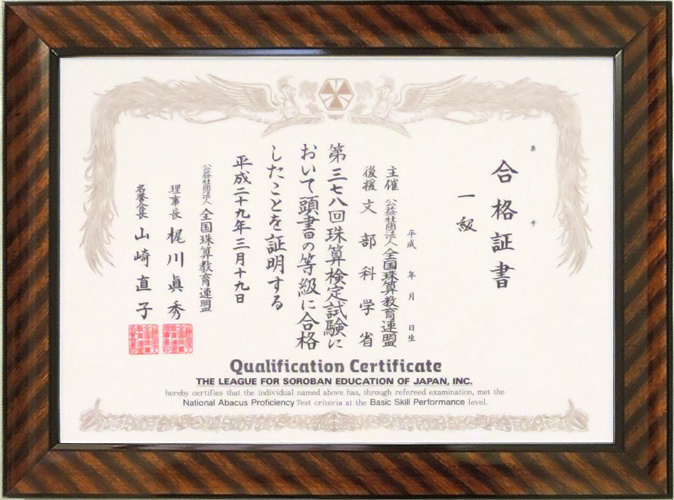 第 号
合格証書
一級
平成 年 月 日生
主催 公益社団法人 全国珠算教育連盟
後援 文部科学省
第三七八回珠算検定試験に
おいて頭書の等級に合格
したことを証明する
平成二十九年三月十九日
公益社団法人 全国珠算教育連盟
理事長 梶川眞秀
名誉会長 山崎直子
Qualification Certificate
THE LEAGUE FOR SOROBAN EDUCATION OF JAPAN, INC.
hereby certifies that the individual named above has, through refereed examination, met the
National Abacus Proficiency Test criteria at the Basic Skill Performance level.